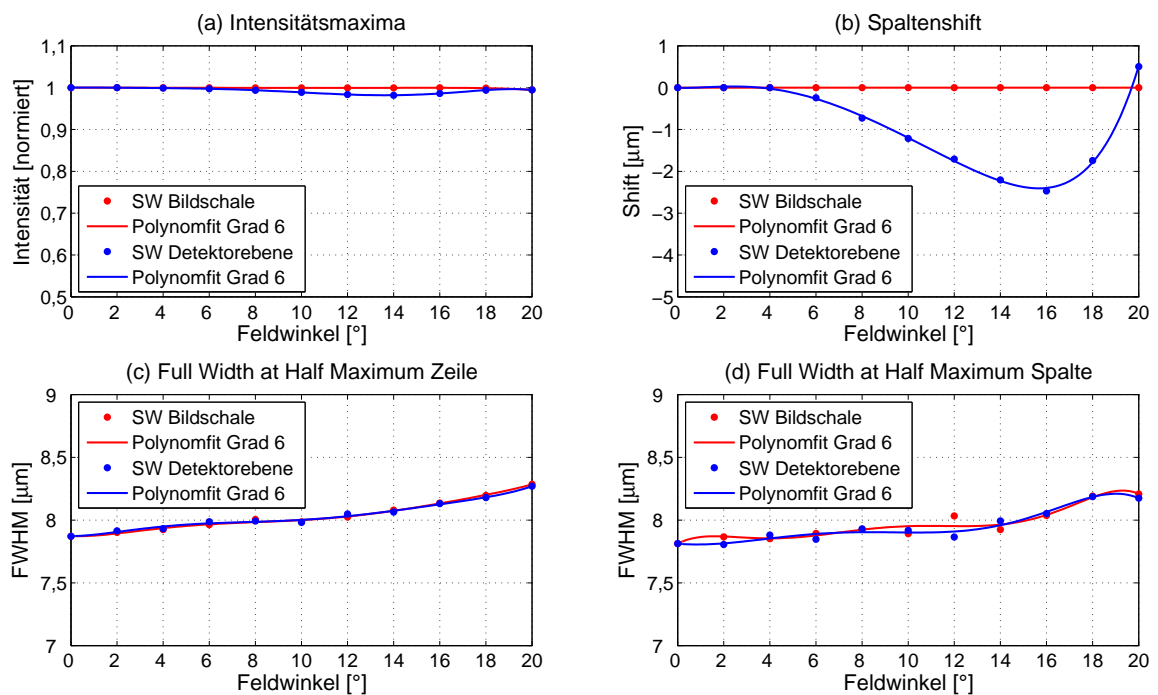 (a) Intensitätsmaxima
Intensität [normiert]
1,1
1
0,9
0,8
0,7
0,6
0,5
SW Bildschale
Polynomfit Grad 6
SW Detektorebene
Polynomfit Grad 6
0 2 4 6 8 10 12 14 16 18 20
Feldwinkel [°]
(b) Spaltenshift
Shift [µm]
1
0
−1
−2
−3
−4
−5
SW Bildschale
Polynomfit Grad 6
SW Detektorebene
Polynomfit Grad 6
0 2 4 6 8 10 12 14 16 18 20
Feldwinkel [°]
(c) Full Width at Half Maximum Zeile
FWHM [µm]
9
8,5
8
7,5
7
SW Bildschale
Polynomfit Grad 6
SW Detektorebene
Polynomfit Grad 6
0 2 4 6 8 10 12 14 16 18 20
Feldwinkel [°]
(d) Full Width at Half Maximum Spalte
FWHM [µm]
9
8,5
8
7,5
7
SW Bildschale
Polynomfit Grad 6
SW Detektorebene
Polynomfit Grad 6
0 2 4 6 8 10 12 14 16 18 20
Feldwinkel [°]